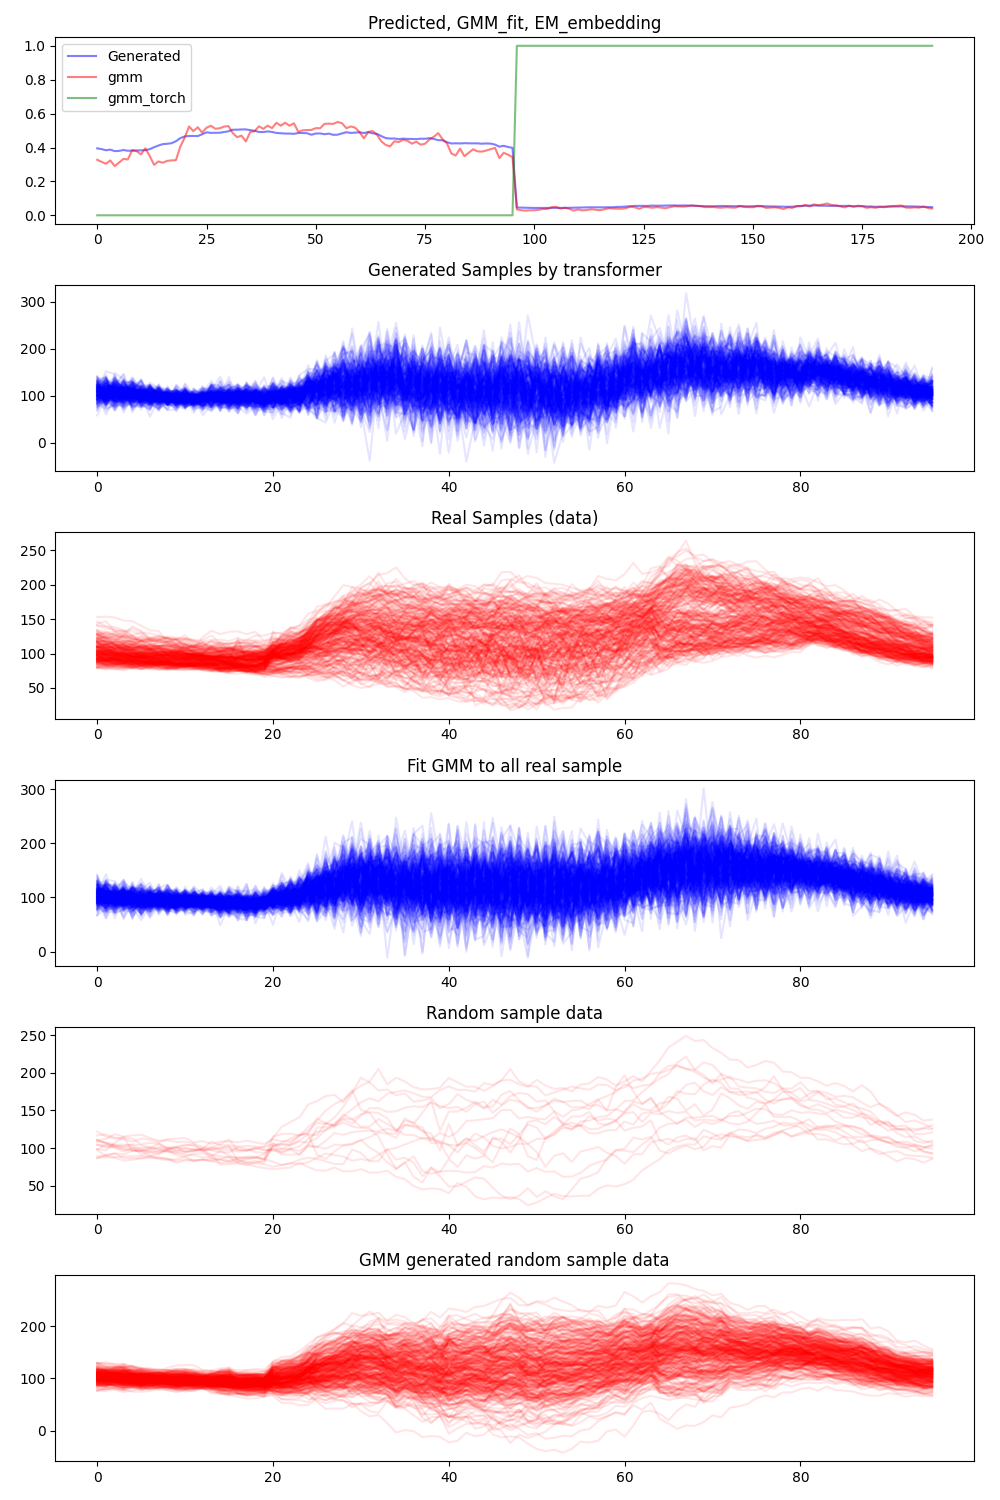 Predicted, GMM_fit, EM_embedding
1.0
0.8
0.6
0.4
0.2
0.0
Generated
gmm
gmm_torch
0 25 50 75 100 125 150 175 200
Generated Samples by transformer
300
200
100
0
0 20 40 60 80
Real Samples (data)
250
200
150
100
50
0 20 40 60 80
Fit GMM to all real sample
300
200
100
0
0 20 40 60 80
Random sample data
250
200
150
100
50
0 20 40 60 80
GMM generated random sample data
200
100
0
0 20 40 60 80